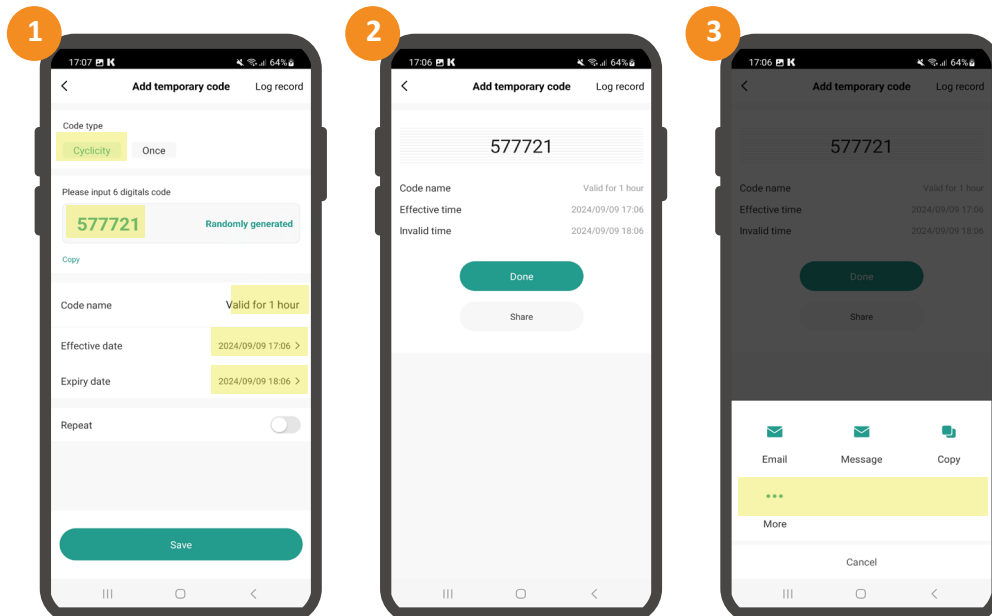 1
17:07 K 64%
Add temporary code Log record
Code type
Cyclicity Once
Please input 6 digitals code
577721 Randomly generated
Copy
Code name Valid for 1 hour
Effective date 2024/09/09 17:06 >
Expiry date 2024/09/09 18:06 >
Repeat
Save
2
17:06 K 64%
Add temporary code Log record
577721
Code name Valid for 1 hour
Effective time 2024/09/09 17:06
Invalid time 2024/09/09 18:06
Done
Share
3
17:06 K 64%
Add temporary code Log record
577721
Code name Valid for 1 hour
Effective time 2024/09/09 17:06
Invalid time 2024/09/09 18:06
Done
Share
Email Message Copy
More
Cancel